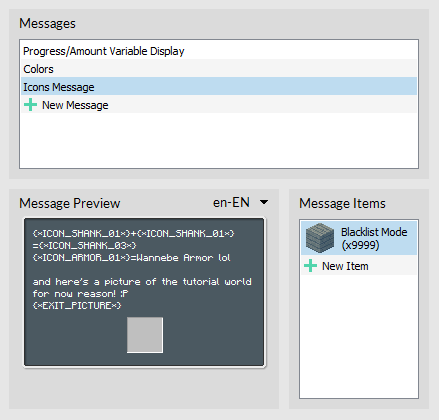 Messages
Progress/Amount Variable Display
Colors
Icons Message
New Message
Message Preview
en-EN
{*ICON_SHANK_01*}+{*ICON_SHANK_01*}
={*ICON_SHANK_03*}
{*ICON_ARMOR_01*}=Wannebe Armor lol
and here's a picture of the tutorial world
for now reason! :P
{*EXIT_PICTURE*}
Message Items
Blacklist Mode
(x9999)
New Item